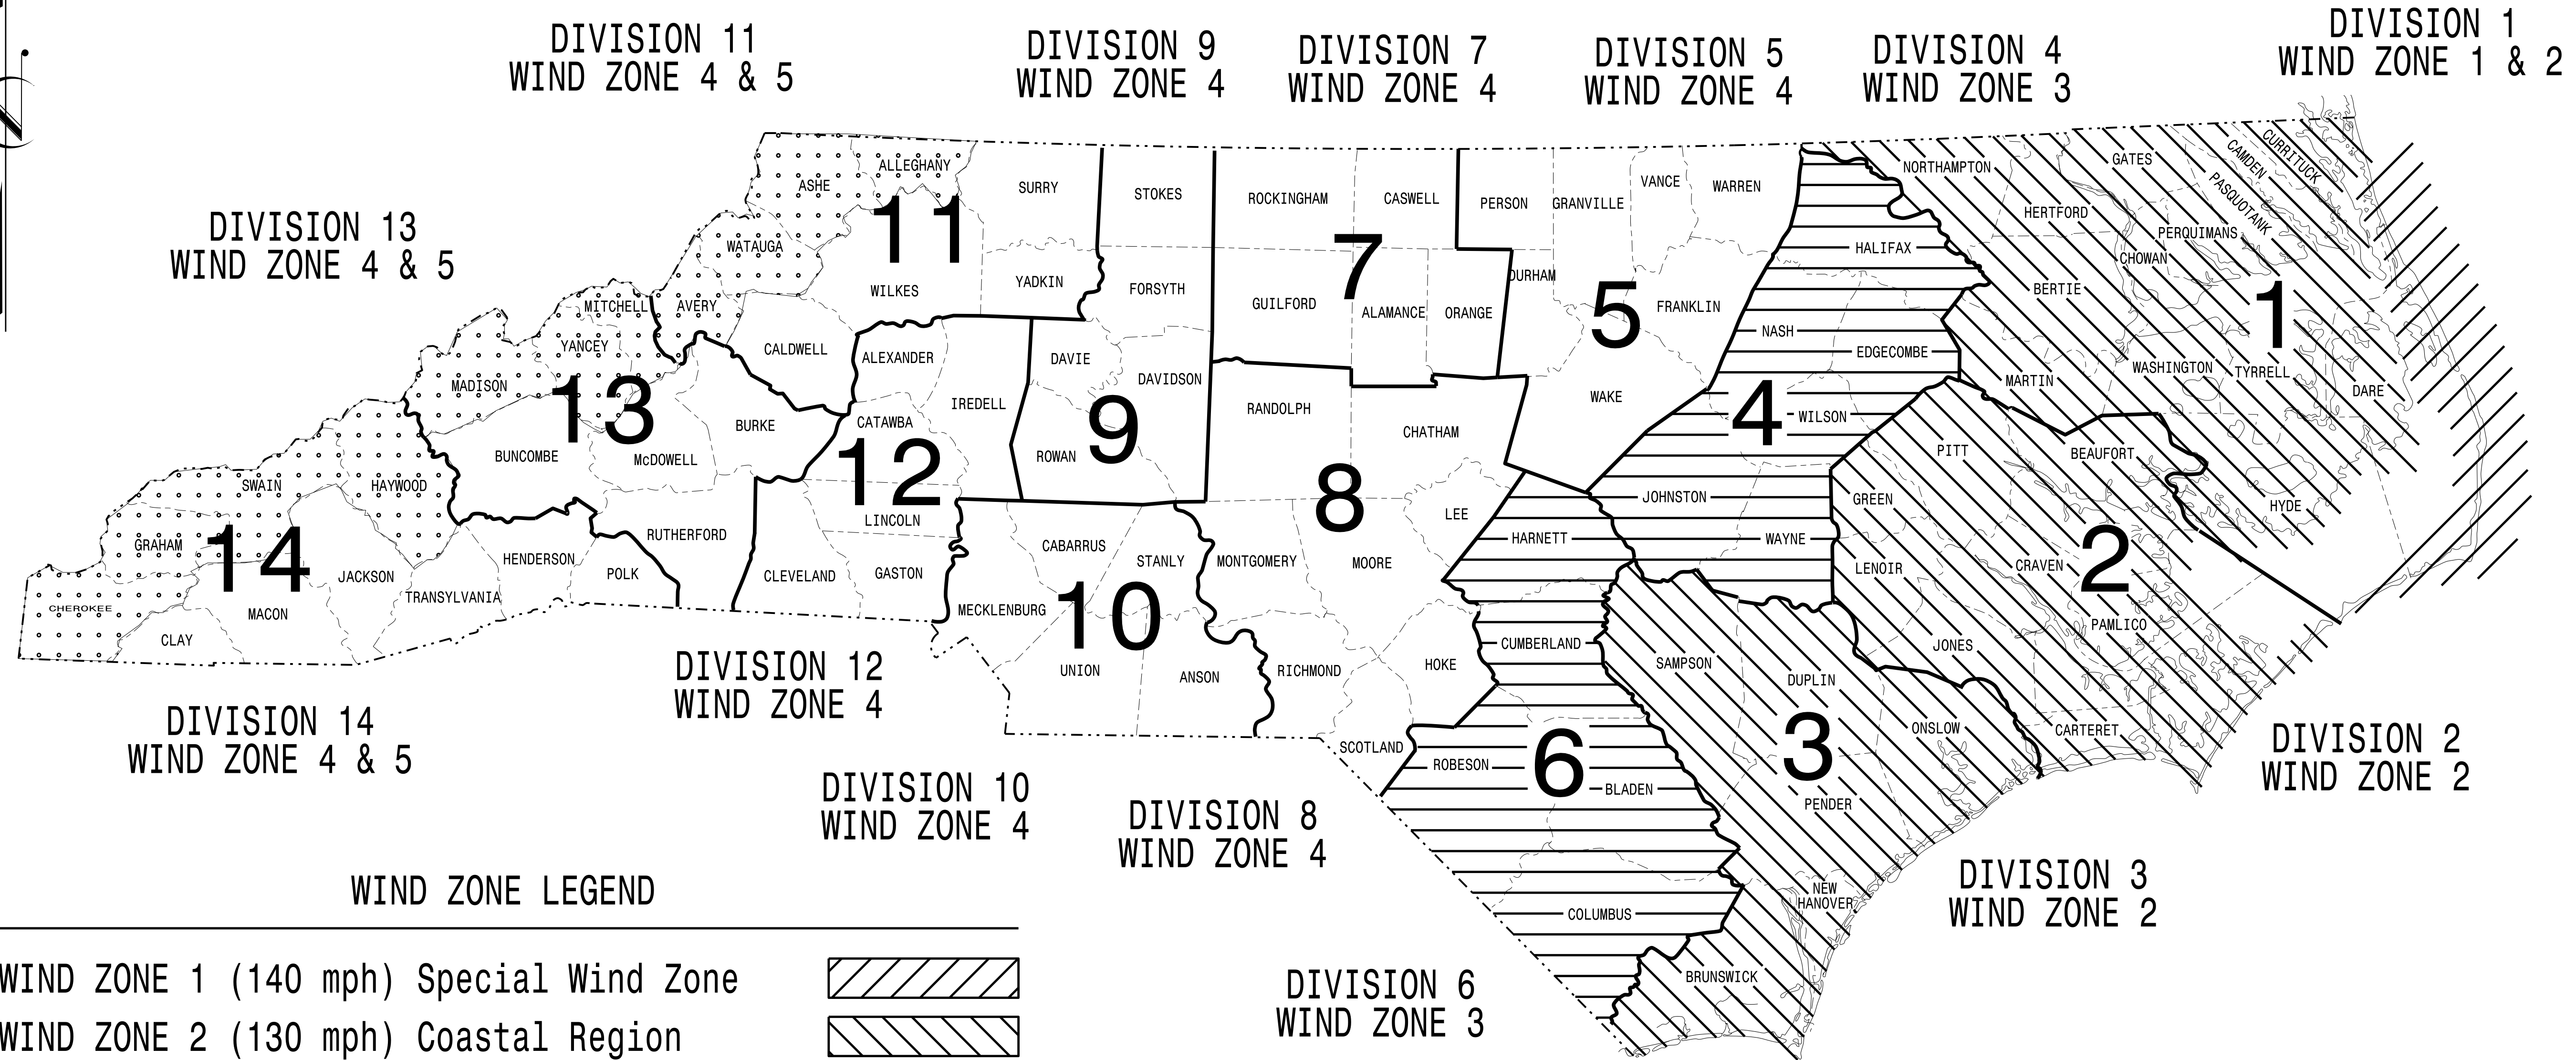 DIVISION 11
WIND ZONE 4 & 5
DIVISION 9
WIND ZONE 4
DIVISION 7
WIND ZONE 4
DIVISION 5
WIND ZONE 4
DIVISION 4
WIND ZONE 3
DIVISION 1
WIND ZONE 1 & 2
DIVISION 13
WIND ZONE 4 & 5
ASHE
ALLEGHANY
SURRY
STOKES
ROCKINGHAM
CASWELL
PERSON
GRANVILLE
VANCE
WARREN
NORTHAMPTON
GATES
CAMDEN
CURRITUCK
PASQUOTANK
HERTFORD
PERQUIMANS
CHOWAN
WATAUGA
11
WILKES
YADKIN
FORSYTH
7
GUILFORD
ALAMANCE
ORANGE
DURHAM
5
FRANKLIN
HALIFAX
NASH
EDGECOMBE
BERTIE
1
MITCHELL
AVERY
YANCEY
CALDWELL
ALEXANDER
DAVIE
DAVIDSON
MADISON
13
BURKE
CATAWBA
IREDELL
ROWAN
9
RANDOLPH
CHATHAM
WAKE
4
WILSON
MARTIN
WASHINGTON
TYRRELL
DARE
BUNCOMBE
McDOWELL
12
LINCOLN
8
LEE
JOHNSTON
PITT
BEAUFORT
GREEN
HYDE
SWAIN
HAYWOOD
GRAHAM
14
JACKSON
TRANSYLVANIA
HENDERSON
POLK
RUTHERFORD
CLEVELAND
GASTON
CABARRUS
STANLY
MONTGOMERY
MOORE
HARNETT
WAYNE
LENOIR
CRAVEN
2
CHEROKEE
MACON
CLAY
MECKLENBURG
10
UNION
ANSON
RICHMOND
HOKE
CUMBERLAND
SAMPSON
DUPLIN
JONES
PAMLICO
SCOTLAND
ROBESON
6
BLADEN
3
ONSLOW
CARTERET
PENDER
COLUMBUS
NEW
HANOVER
BRUNSWICK
DIVISION 14
WIND ZONE 4 & 5
DIVISION 12
WIND ZONE 4
DIVISION 10
WIND ZONE 4
DIVISION 8
WIND ZONE 4
DIVISION 6
WIND ZONE 3
DIVISION 3
WIND ZONE 2
DIVISION 2
WIND ZONE 2
WIND ZONE LEGEND
WIND ZONE 1 (140 mph) Special Wind Zone
WIND ZONE 2 (130 mph) Coastal Region